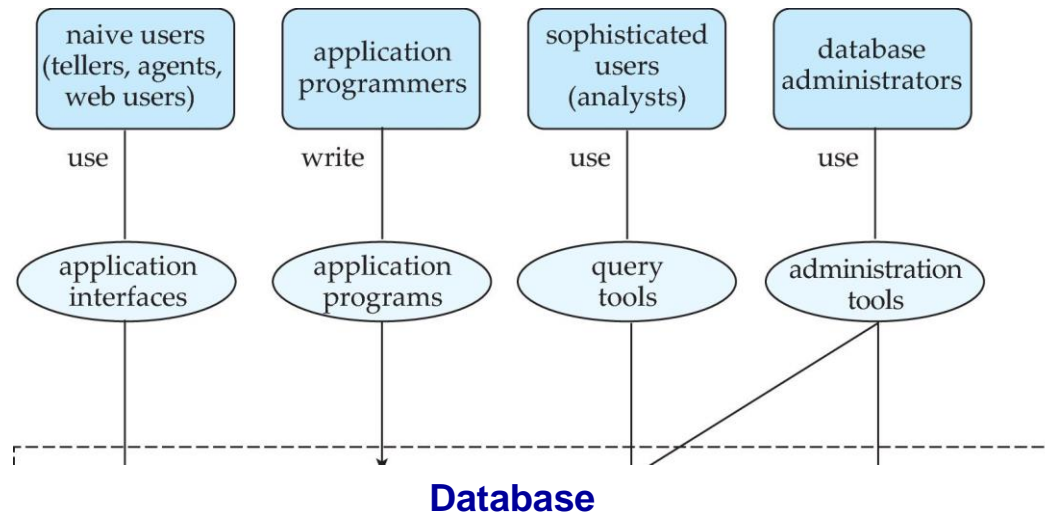 naive users
(tellers, agents,
web users)
application
programmers
sophisticated
users
(analysts)
database
administrators
use
write
use
use
application
interfaces
application
programs
query
tools
administration
tools
Database